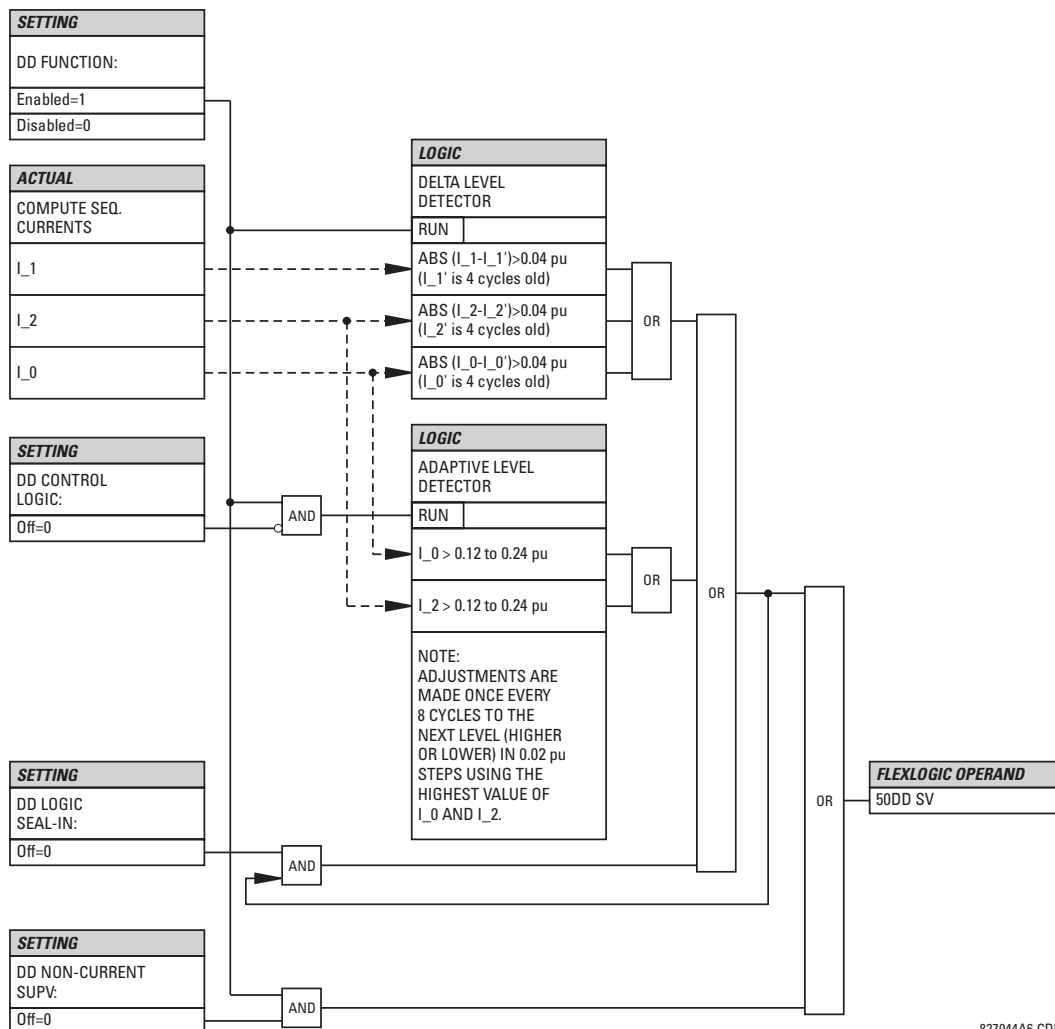 SETTING
DD FUNCTION:
Enabled=1
Disabled=0
ACTUAL
COMPUTE SEQ.
CURRENTS
I_1
I_2
I_0
SETTING
DD CONTROL
LOGIC:
Off=0
SETTING
DD LOGIC
SEAL-IN:
Off=0
SETTING
DD NON-CURRENT
SUPV:
Off=0
AND
AND
AND
LOGIC
DELTA LEVEL
DETECTOR
RUN
ABS (I_1-I_1')>0.04 pu
(I_1' is 4 cycles old)
ABS (I_2-I_2')>0.04 pu
(I_2' is 4 cycles old)
ABS (I_0-I_0')>0.04 pu
(I_0' is 4 cycles old)
LOGIC
ADAPTIVE LEVEL
DETECTOR
RUN
I_0 > 0.12 to 0.24 pu
I_2 > 0.12 to 0.24 pu
NOTE:
ADJUSTMENTS ARE
MADE ONCE EVERY
8 CYCLES TO THE
NEXT LEVEL (HIGHER
OR LOWER) IN 0.02 pu
STEPS USING THE
HIGHEST VALUE OF
I_0 AND I_2.
OR
OR
OR
OR
FLEXLOGIC OPERAND
50DD SV